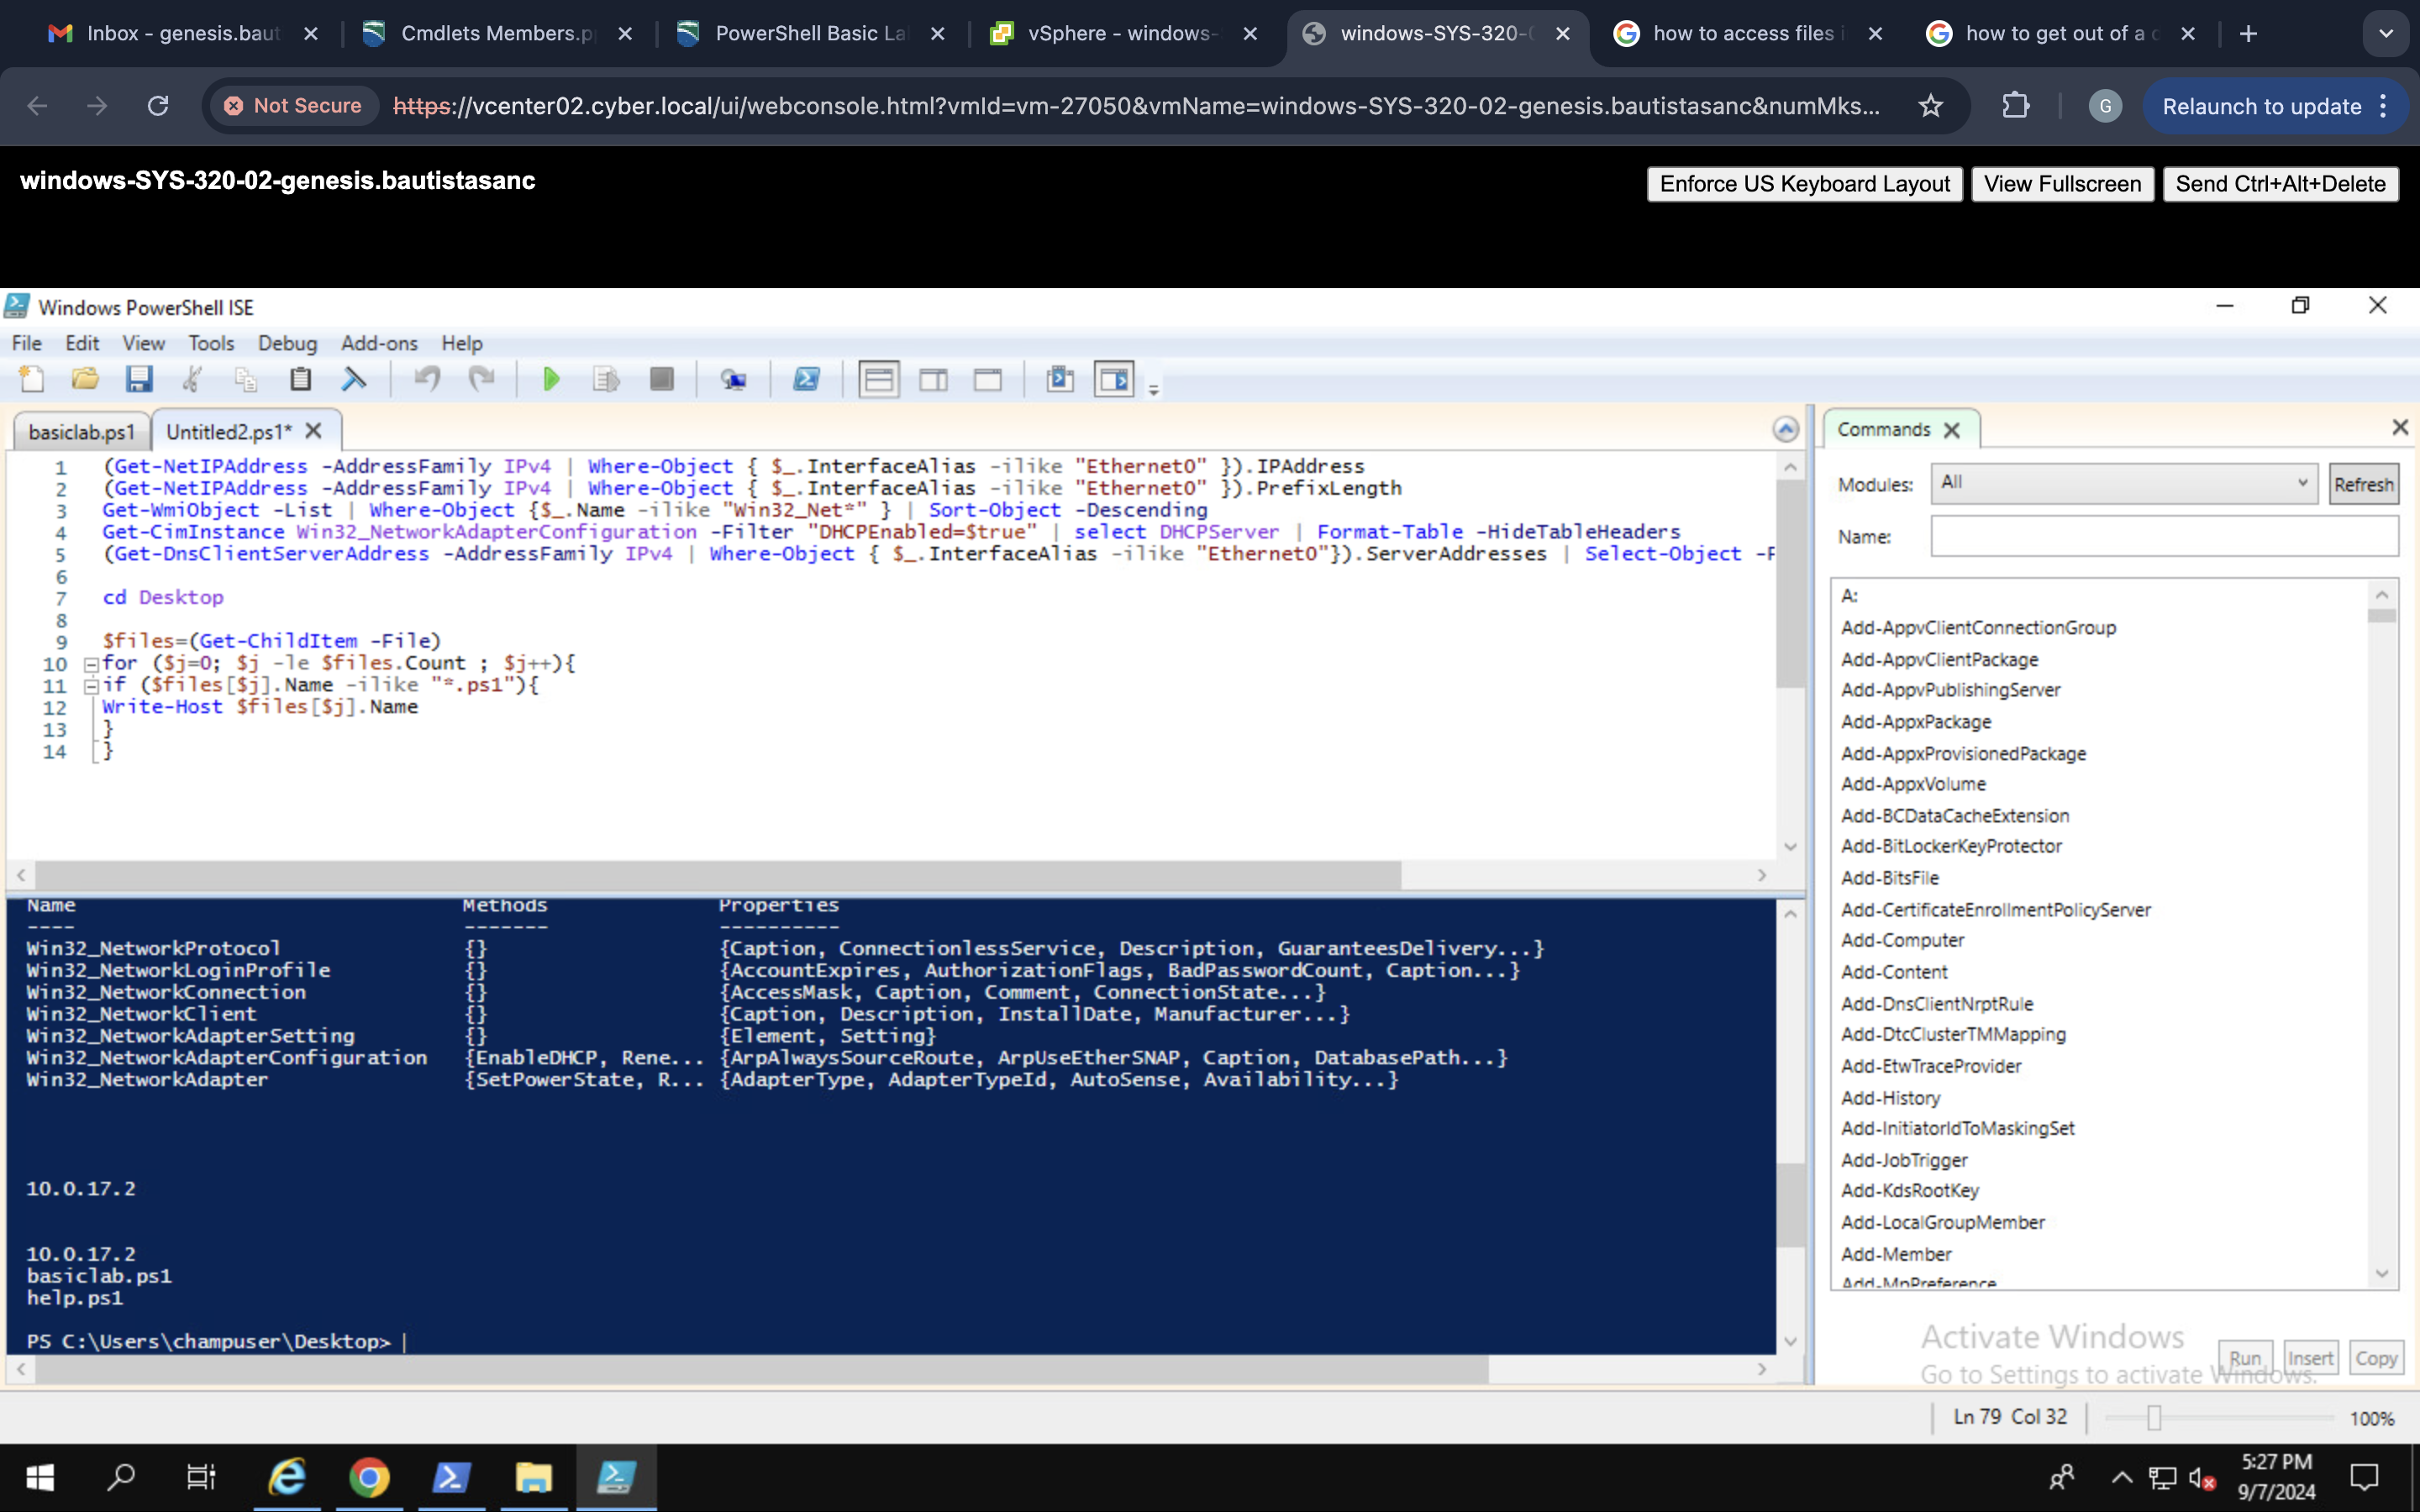 Inbox - genesis.baut
Cmdlets Members.p
PowerShell Basic La
vSphere - windows-
windows-SYS-320-
how to access files i
how to get out of a c
Not Secure
https://vcenter02.cyber.local/ui/webconsole.html?vmId=vm-27050&vmName=windows-SYS-320-02-genesis.bautistasanc&numMks...
G
Relaunch to update
windows-SYS-320-02-genesis.bautistasanc
Enforce US Keyboard Layout
View Fullscreen
Send Ctrl+Alt+Delete
Windows PowerShell ISE
File Edit View Tools Debug Add-ons Help
basiclab.ps1
Untitled2.ps1*
1 (Get-NetIPAddress -AddressFamily IPv4 | Where-Object { $_.InterfaceAlias -ilike "Ethernet0" }).IPAddress
2 (Get-NetIPAddress -AddressFamily IPv4 | Where-Object { $_.InterfaceAlias -ilike "Ethernet0" }).PrefixLength
3 Get-WmiObject -List | Where-Object {$_.Name -ilike "Win32_Net*" } | Sort-Object -Descending
4 Get-CimInstance Win32_NetworkAdapterConfiguration -Filter "DHCPEnabled=$true" | select DHCPServer | Format-Table -HideTableHeaders
5 (Get-DnsClientServerAddress -AddressFamily IPv4 | Where-Object { $_.InterfaceAlias -ilike "Ethernet0"}).ServerAddresses | Select-Object -F
6
7 cd Desktop
8
9 $files=(Get-ChildItem -File)
10 for ($j=0; $j -le $files.Count ; $j++){
11 if ($files[$j].Name -ilike "*.ps1"){
12 Write-Host $files[$j].Name
13 }
14 }
Commands
Modules: All Refresh
Name:
A:
Add-AppvClientConnectionGroup
Add-AppvClientPackage
Add-AppvPublishingServer
Add-AppxPackage
Add-AppxProvisionedPackage
Add-AppxVolume
Add-BCDataCacheExtension
Add-BitLockerKeyProtector
Add-BitsFile
Add-CertificateEnrollmentPolicyServer
Add-Computer
Add-Content
Add-DnsClientNrptRule
Add-DtcClusterTMMapping
Add-EtwTraceProvider
Add-History
Add-InitiatorIdToMaskingSet
Add-JobTrigger
Add-KdsRootKey
Add-LocalGroupMember
Add-Member
Add-MpPreference
Run Insert Copy
Name Methods Properties
---- ------- ----------
Win32_NetworkProtocol {} {Caption, ConnectionlessService, Description, GuaranteesDelivery...}
Win32_NetworkLoginProfile {} {AccountExpires, AuthorizationFlags, BadPasswordCount, Caption...}
Win32_NetworkConnection {} {AccessMask, Caption, Comment, ConnectionState...}
Win32_NetworkClient {} {Caption, Description, InstallDate, Manufacturer...}
Win32_NetworkAdapterSetting {} {Element, Setting}
Win32_NetworkAdapterConfiguration {EnableDHCP, Rene... {ArpAlwaysSourceRoute, ArpUseEtherSNAP, Caption, DatabasePath...}
Win32_NetworkAdapter {SetPowerState, R... {AdapterType, AdapterTypeId, AutoSense, Availability...}
10.0.17.2
10.0.17.2
basiclab.ps1
help.ps1
PS C:\Users\champuser\Desktop>
Activate Windows
Go to Settings to activate Windows.
Ln 79 Col 32
100%
5:27 PM
9/7/2024